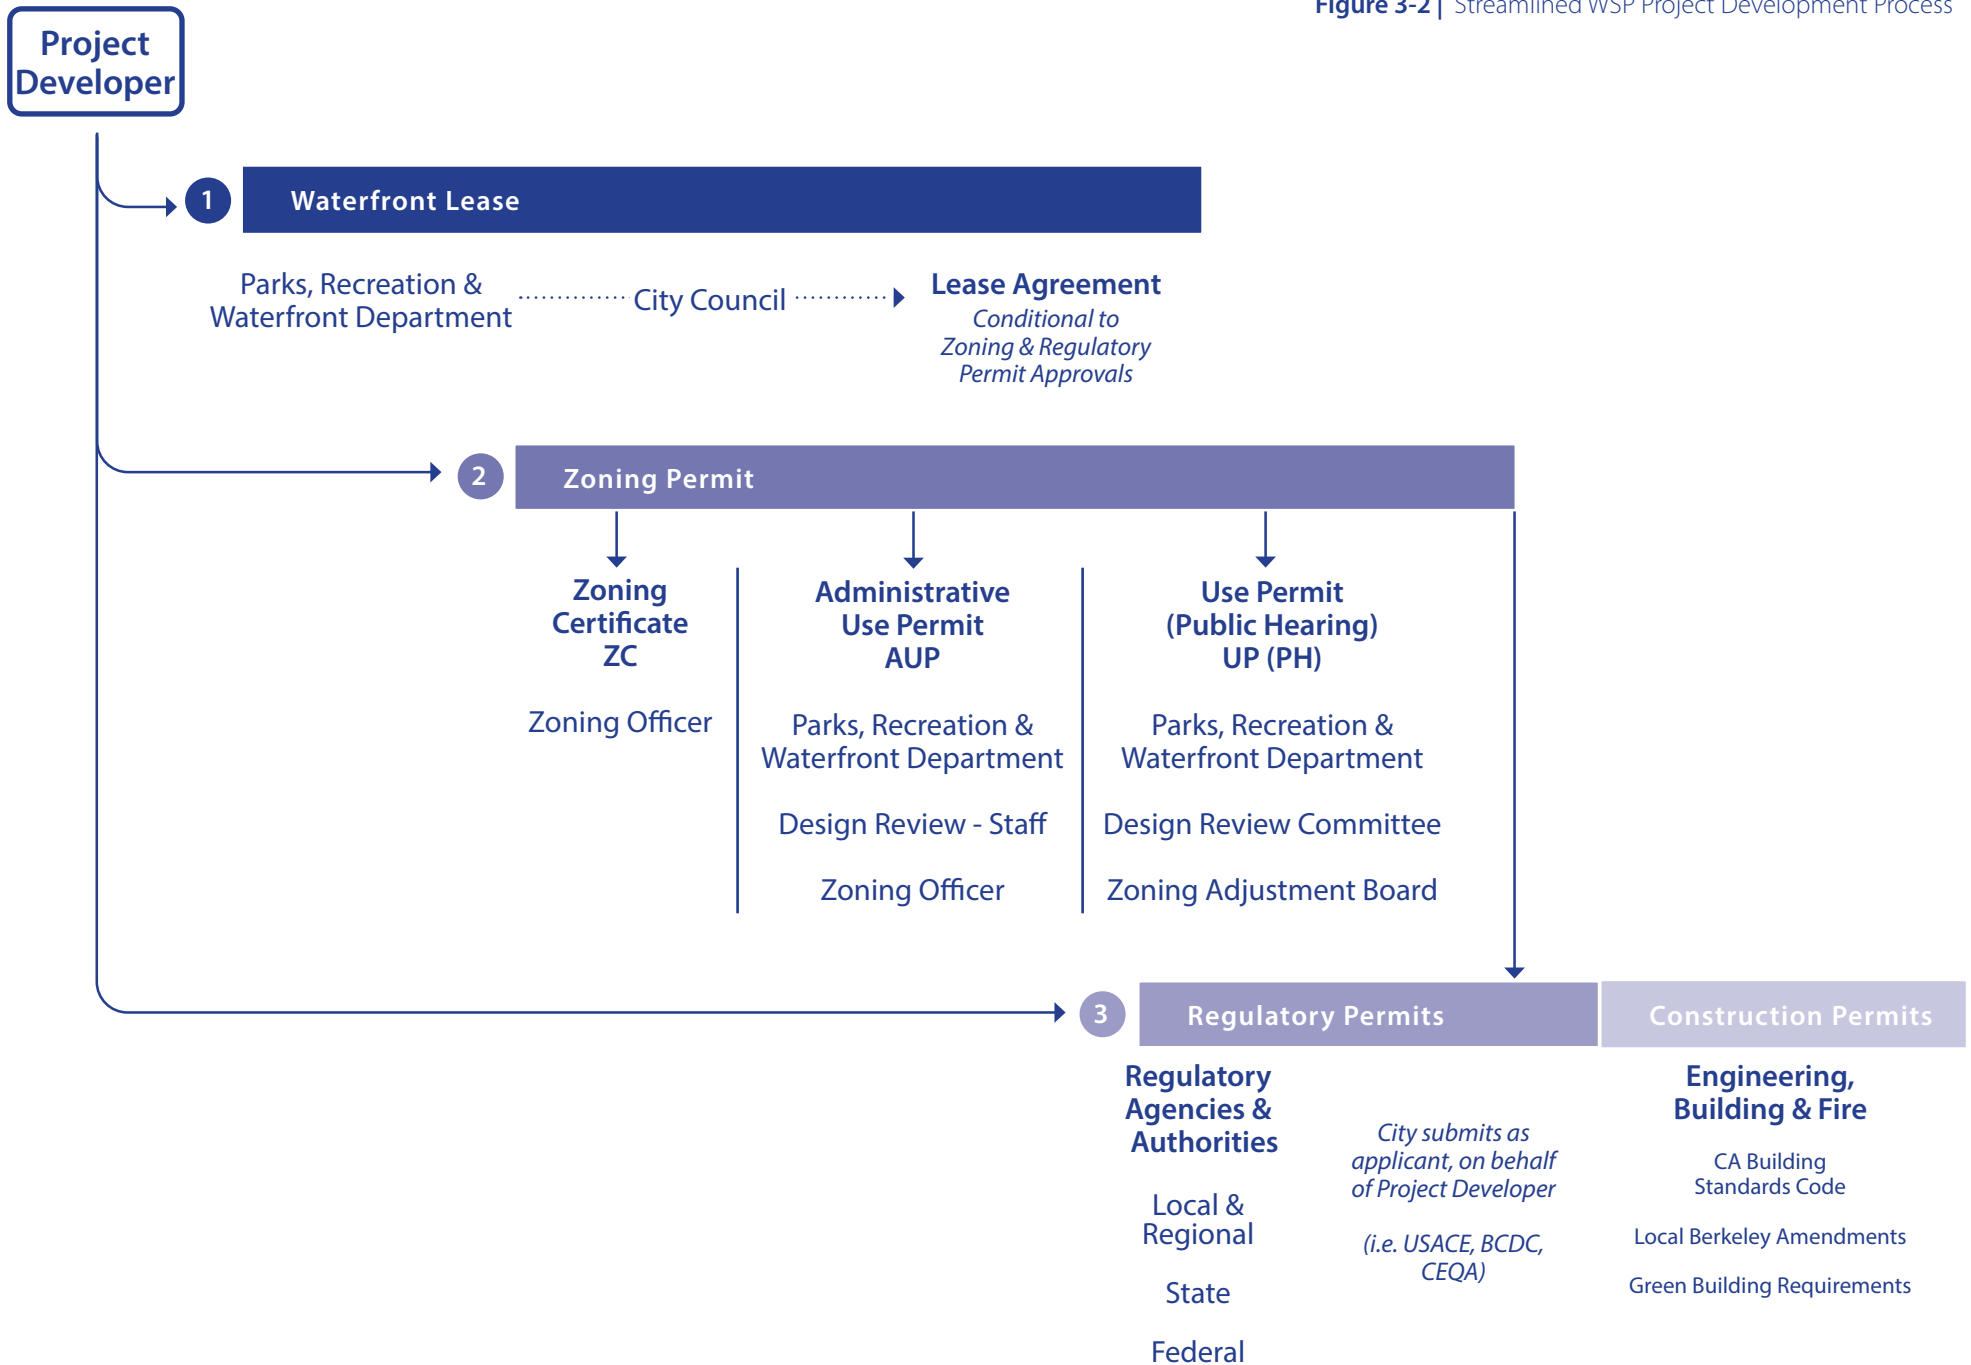 Figure 3-2 | Streamlined WSP Project Development Process
Project
Developer
1
Waterfront Lease
Parks, Recreation &
Waterfront Department
City Council
Lease Agreement
Conditional to
Zoning & Regulatory
Permit Approvals
2
Zoning Permit
Zoning
Certificate
ZC
Zoning Officer
Administrative
Use Permit
AUP
Parks, Recreation &
Waterfront Department
Design Review - Staff
Zoning Officer
Use Permit
(Public Hearing)
UP (PH)
Parks, Recreation &
Waterfront Department
Design Review Committee
Zoning Adjustment Board
3
Regulatory Permits
Regulatory
Agencies &
Authorities
Local &
Regional
State
Federal
City submits as
applicant, on behalf
of Project Developer
(i.e. USACE, BCDC,
CEQA)
Construction Permits
Engineering,
Building & Fire
CA Building
Standards Code
Local Berkeley Amendments
Green Building Requirements